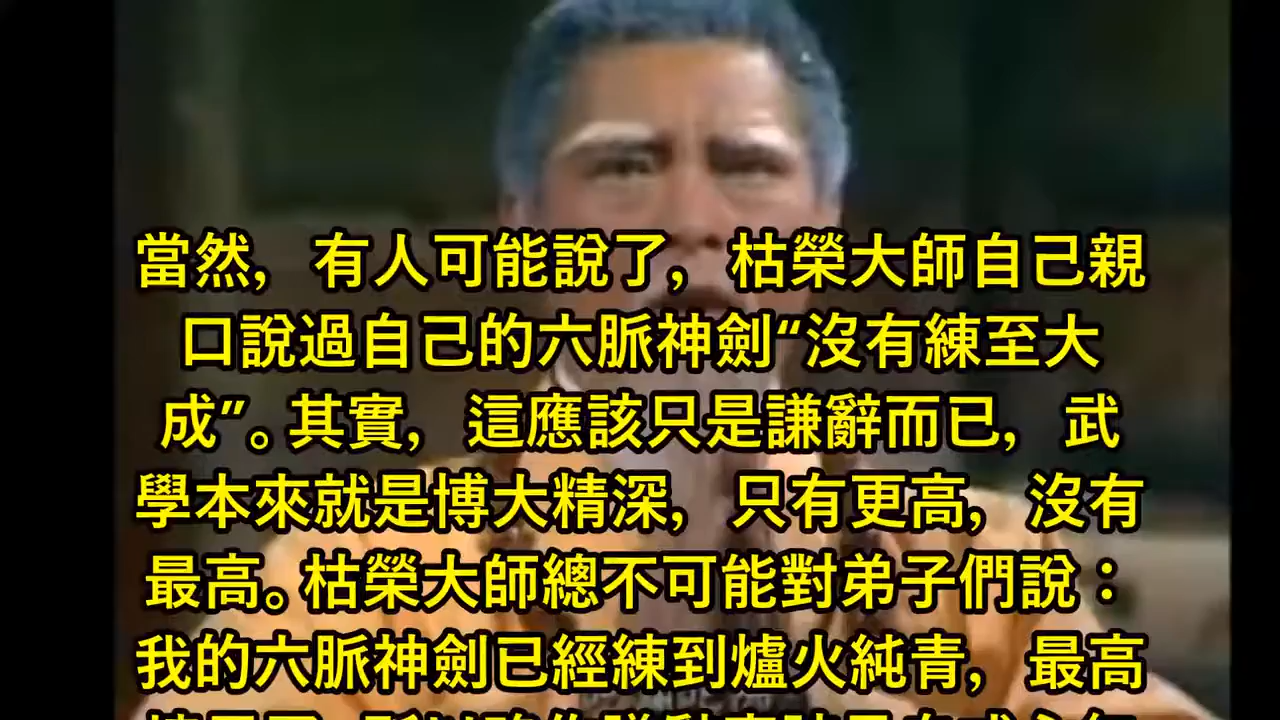 當然，有人可能說了，枯榮大師自己親
口說過自己的六脈神劍“沒有練至大
成”。其實，這應該只是謙辭而已，武
學本來就是博大精深，只有更高，沒有
最高。枯榮大師總不可能對弟子們說：
我的六脈神劍已經練到爐火純青，最高